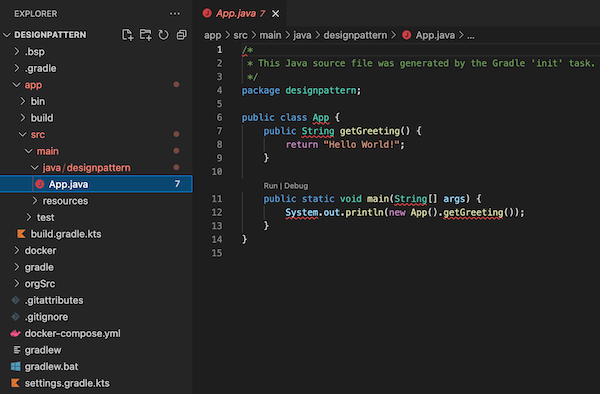 EXPLORER
DESIGNPATTERN
.bsp
.gradle
app
bin
build
src
main
java/designpattern
App.java 7
resources
test
build.gradle.kts
docker
gradle
orgSrc
.gitattributes
.gitignore
docker-compose.yml
gradlew
gradlew.bat
settings.gradle.kts
App.java 7
app > src > main > java > designpattern > App.java > ...
1 /*
2 * This Java source file was generated by the Gradle 'init' task.
3 */
4 package designpattern;
5
6 public class App {
7 public String getGreeting() {
8 return "Hello World!";
9 }
10
Run | Debug
11 public static void main(String[] args) {
12 System.out.println(new App().getGreeting());
13 }
14 }
15